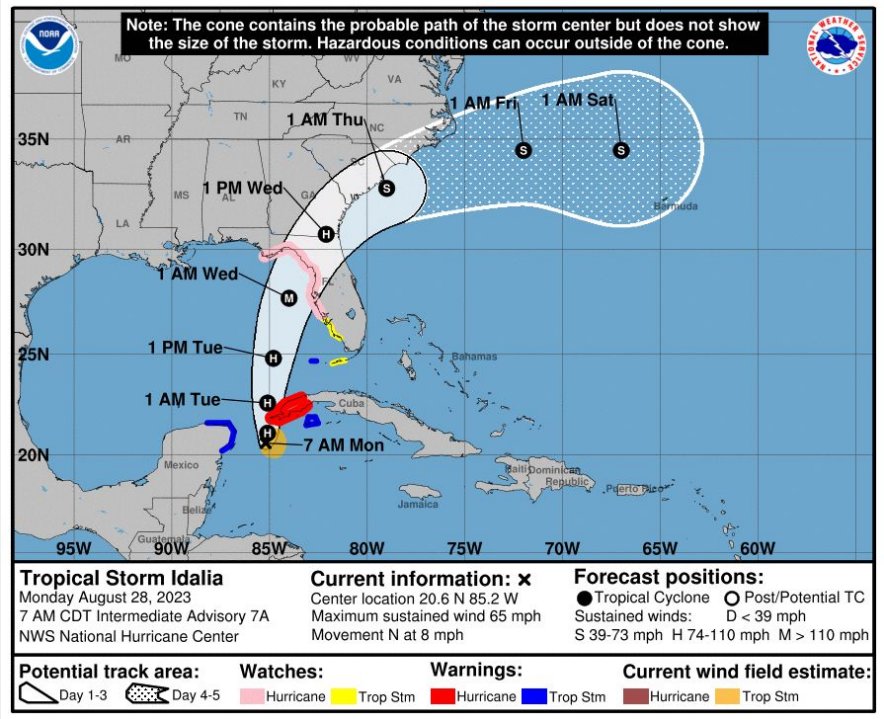 Note: The cone contains the probable path of the storm center but does not show
the size of the storm. Hazardous conditions can occur outside of the cone.
NOAA
NATIONAL WEATHER SERVICE
MO
KY
WV
VA
1 AM Fri
1 AM Sat
1 AM Thu
35N
AR
TN
NC
S
S
SC
1 PM Wed
S
MS
AL
GA
Bermuda
LA
H
30N
FL
1 AM Wed
M
1 PM Tue
25N
H
Bahamas
1 AM Tue
H
Cuba
H
7 AM Mon
20N
Mexico
Haiti
Dominican
Republic
Puerto Rico
Jamaica
Belize
Guatemala
95W
90W
85W
80W
75W
70W
65W
60W
Tropical Storm Idalia
Monday August 28, 2023
7 AM CDT Intermediate Advisory 7A
NWS National Hurricane Center
Current information: x
Center location 20.6 N 85.2 W
Maximum sustained wind 65 mph
Movement N at 8 mph
Forecast positions:
Tropical Cyclone Post/Potential TC
Sustained winds: D < 39 mph
S 39-73 mph H 74-110 mph M > 110 mph
Potential track area:
Day 1-3 Day 4-5
Watches:
Hurricane Trop Stm
Warnings:
Hurricane Trop Stm
Current wind field estimate:
Hurricane Trop Stm